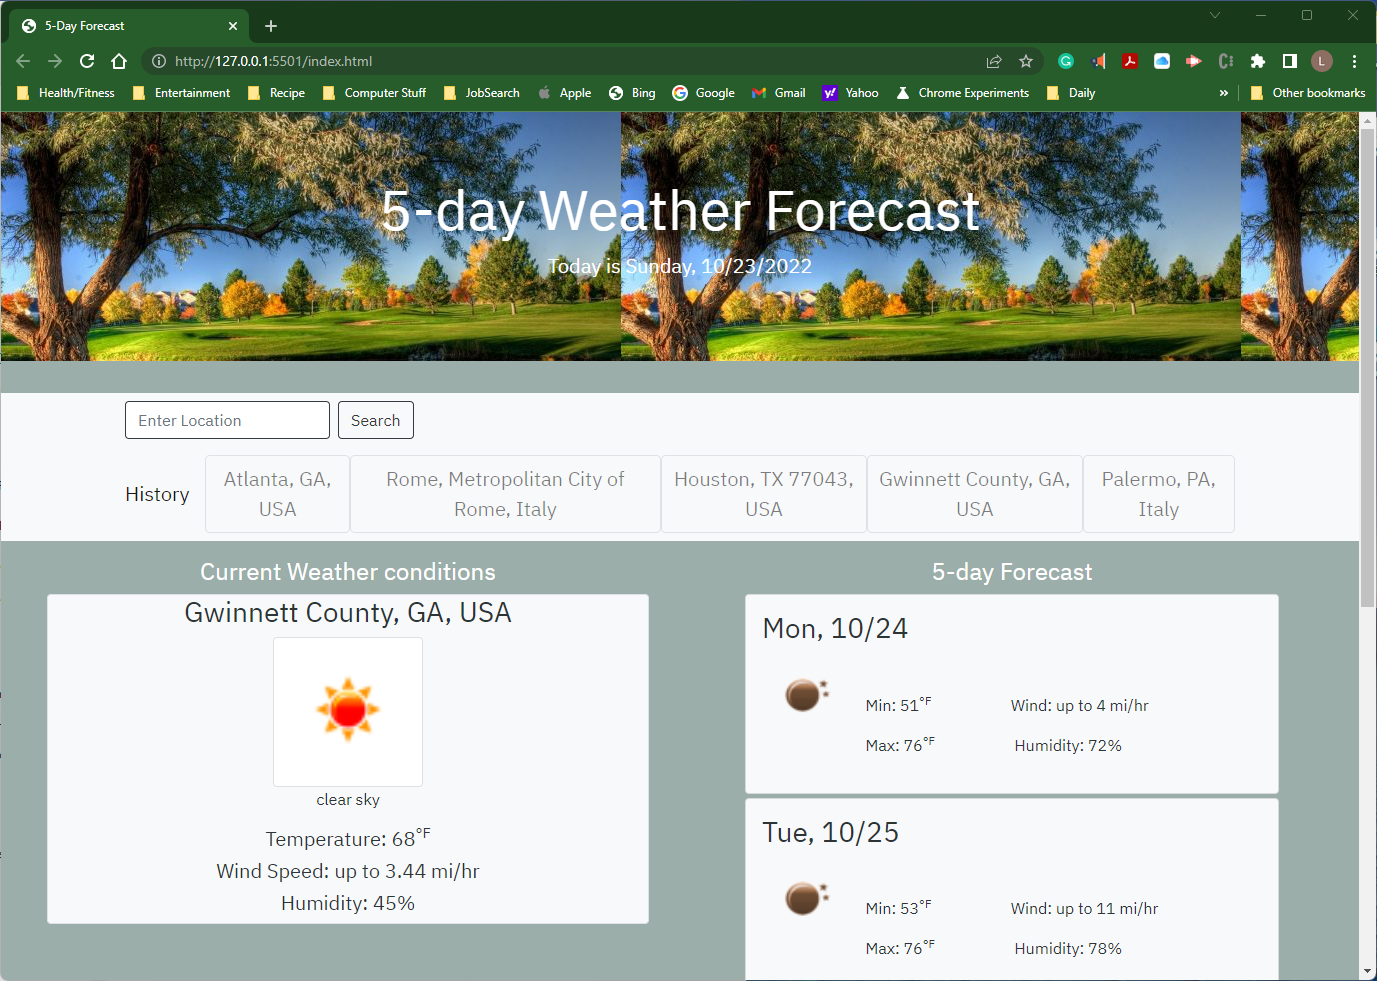 5-Day Forecast
http://127.0.0.1:5501/index.html
L
Health/Fitness Entertainment Recipe Computer Stuff JobSearch Apple Bing Google Gmail Yahoo Chrome Experiments Daily » Other bookmarks
5-day Weather Forecast
Today is Sunday, 10/23/2022
Enter Location Search
History
Atlanta, GA,
USA
Rome, Metropolitan City of
Rome, Italy
Houston, TX 77043,
USA
Gwinnett County, GA,
USA
Palermo, PA,
Italy
Current Weather conditions
Gwinnett County, GA, USA
clear sky
Temperature: 68°F
Wind Speed: up to 3.44 mi/hr
Humidity: 45%
5-day Forecast
Mon, 10/24
Min: 51°F Wind: up to 4 mi/hr
Max: 76°F Humidity: 72%
Tue, 10/25
Min: 53°F Wind: up to 11 mi/hr
Max: 76°F Humidity: 78%